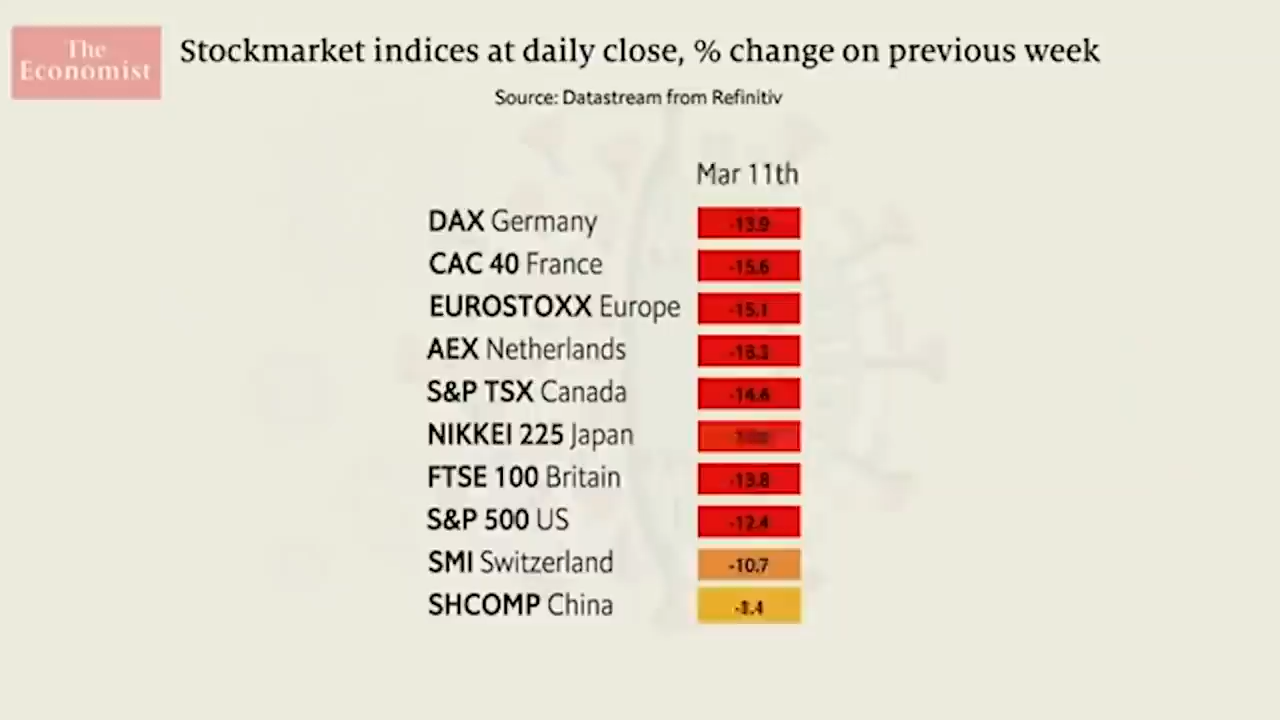 The
Economist
Stockmarket indices at daily close, % change on previous week
Source: Datastream from Refinitiv
Mar 11th
DAX Germany -13.9
CAC 40 France -15.6
EUROSTOXX Europe -15.1
AEX Netherlands
S&P TSX Canada -14.6
NIKKEI 225 Japan
FTSE 100 Britain -13.8
S&P 500 US -12.4
SMI Switzerland -10.7
SHCOMP China